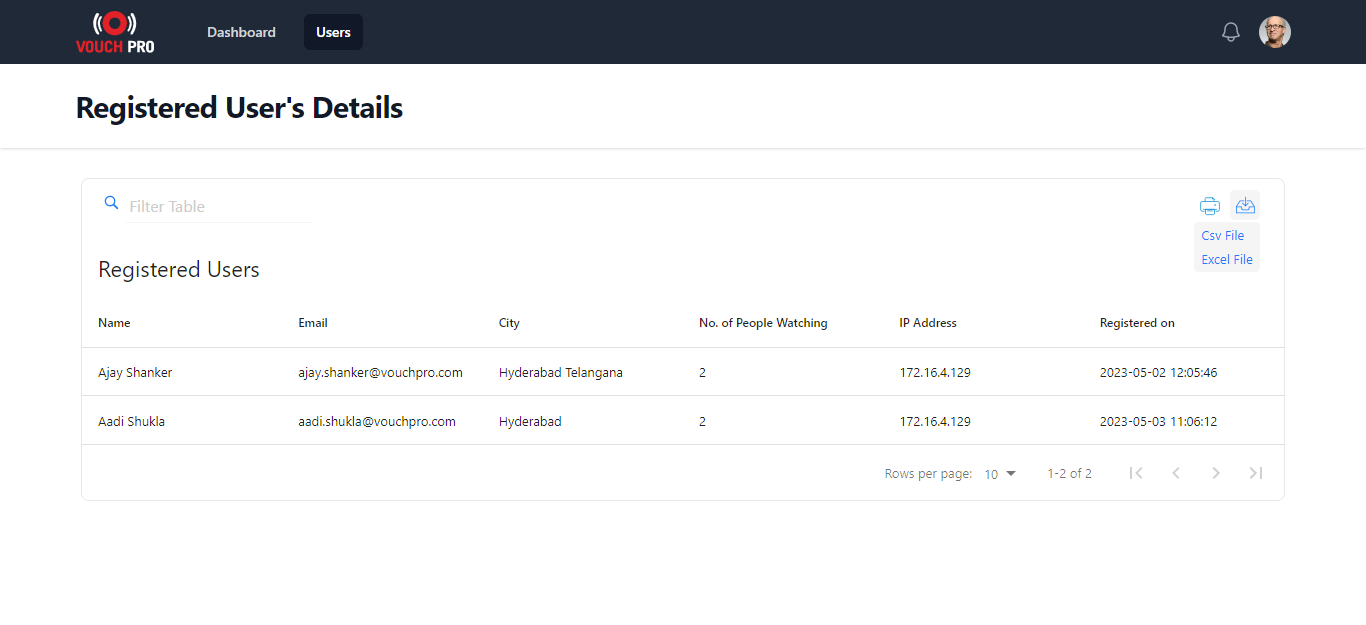 VOUCH PRO
Dashboard
Users
Registered User's Details
Filter Table
Csv File
Excel File
Registered Users
Name Email City No. of People Watching IP Address Registered on
Ajay Shanker ajay.shanker@vouchpro.com Hyderabad Telangana 2 172.16.4.129 2023-05-02 12:05:46
Aadi Shukla aadi.shukla@vouchpro.com Hyderabad 2 172.16.4.129 2023-05-03 11:06:12
Rows per page: 10 1-2 of 2